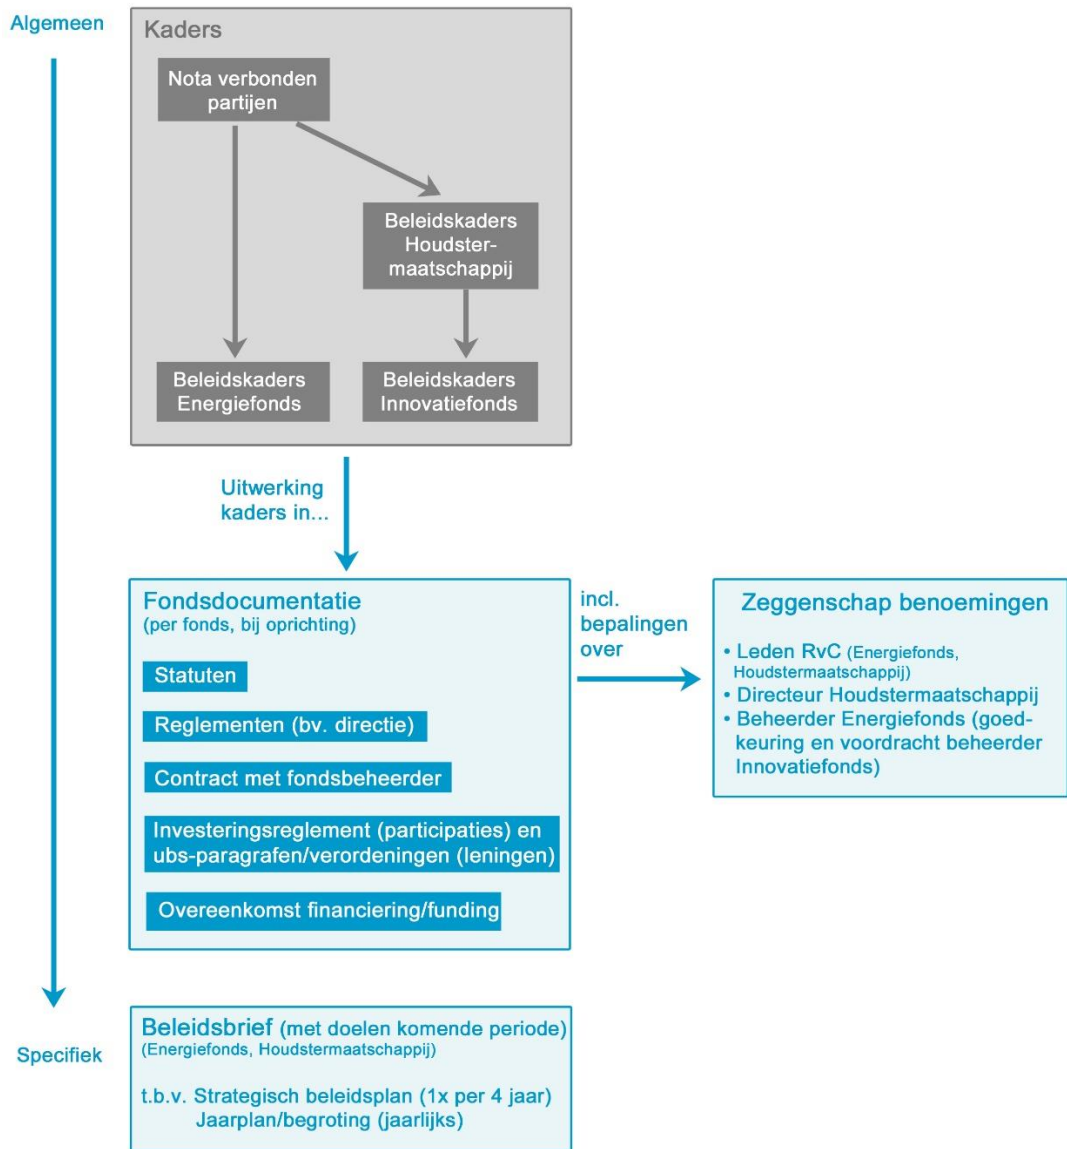 Algemeen
Kaders
Nota verbonden
partijen
Beleidskaders
Houdster-
maatschappij
Beleidskaders
Energiefonds
Beleidskaders
Innovatiefonds
Uitwerking
kaders in...
Fondsdocumentatie
(per fonds, bij oprichting)
Statuten
Reglementen (bv. directie)
Contract met fondsbeheerder
Investeringsreglement (participaties) en
ubs-paragrafen/verordeningen (leningen)
Overeenkomst financiering/funding
incl.
bepalingen
over
Zeggenschap benoemingen
• Leden RvC (Energiefonds,
Houdstermaatschappij)
• Directeur Houdstermaatschappij
• Beheerder Energiefonds (goed-
keuring en voordracht beheerder
Innovatiefonds)
Specifiek
Beleidsbrief (met doelen komende periode)
(Energiefonds, Houdstermaatschappij)
t.b.v. Strategisch beleidsplan (1x per 4 jaar)
Jaarplan/begroting (jaarlijks)